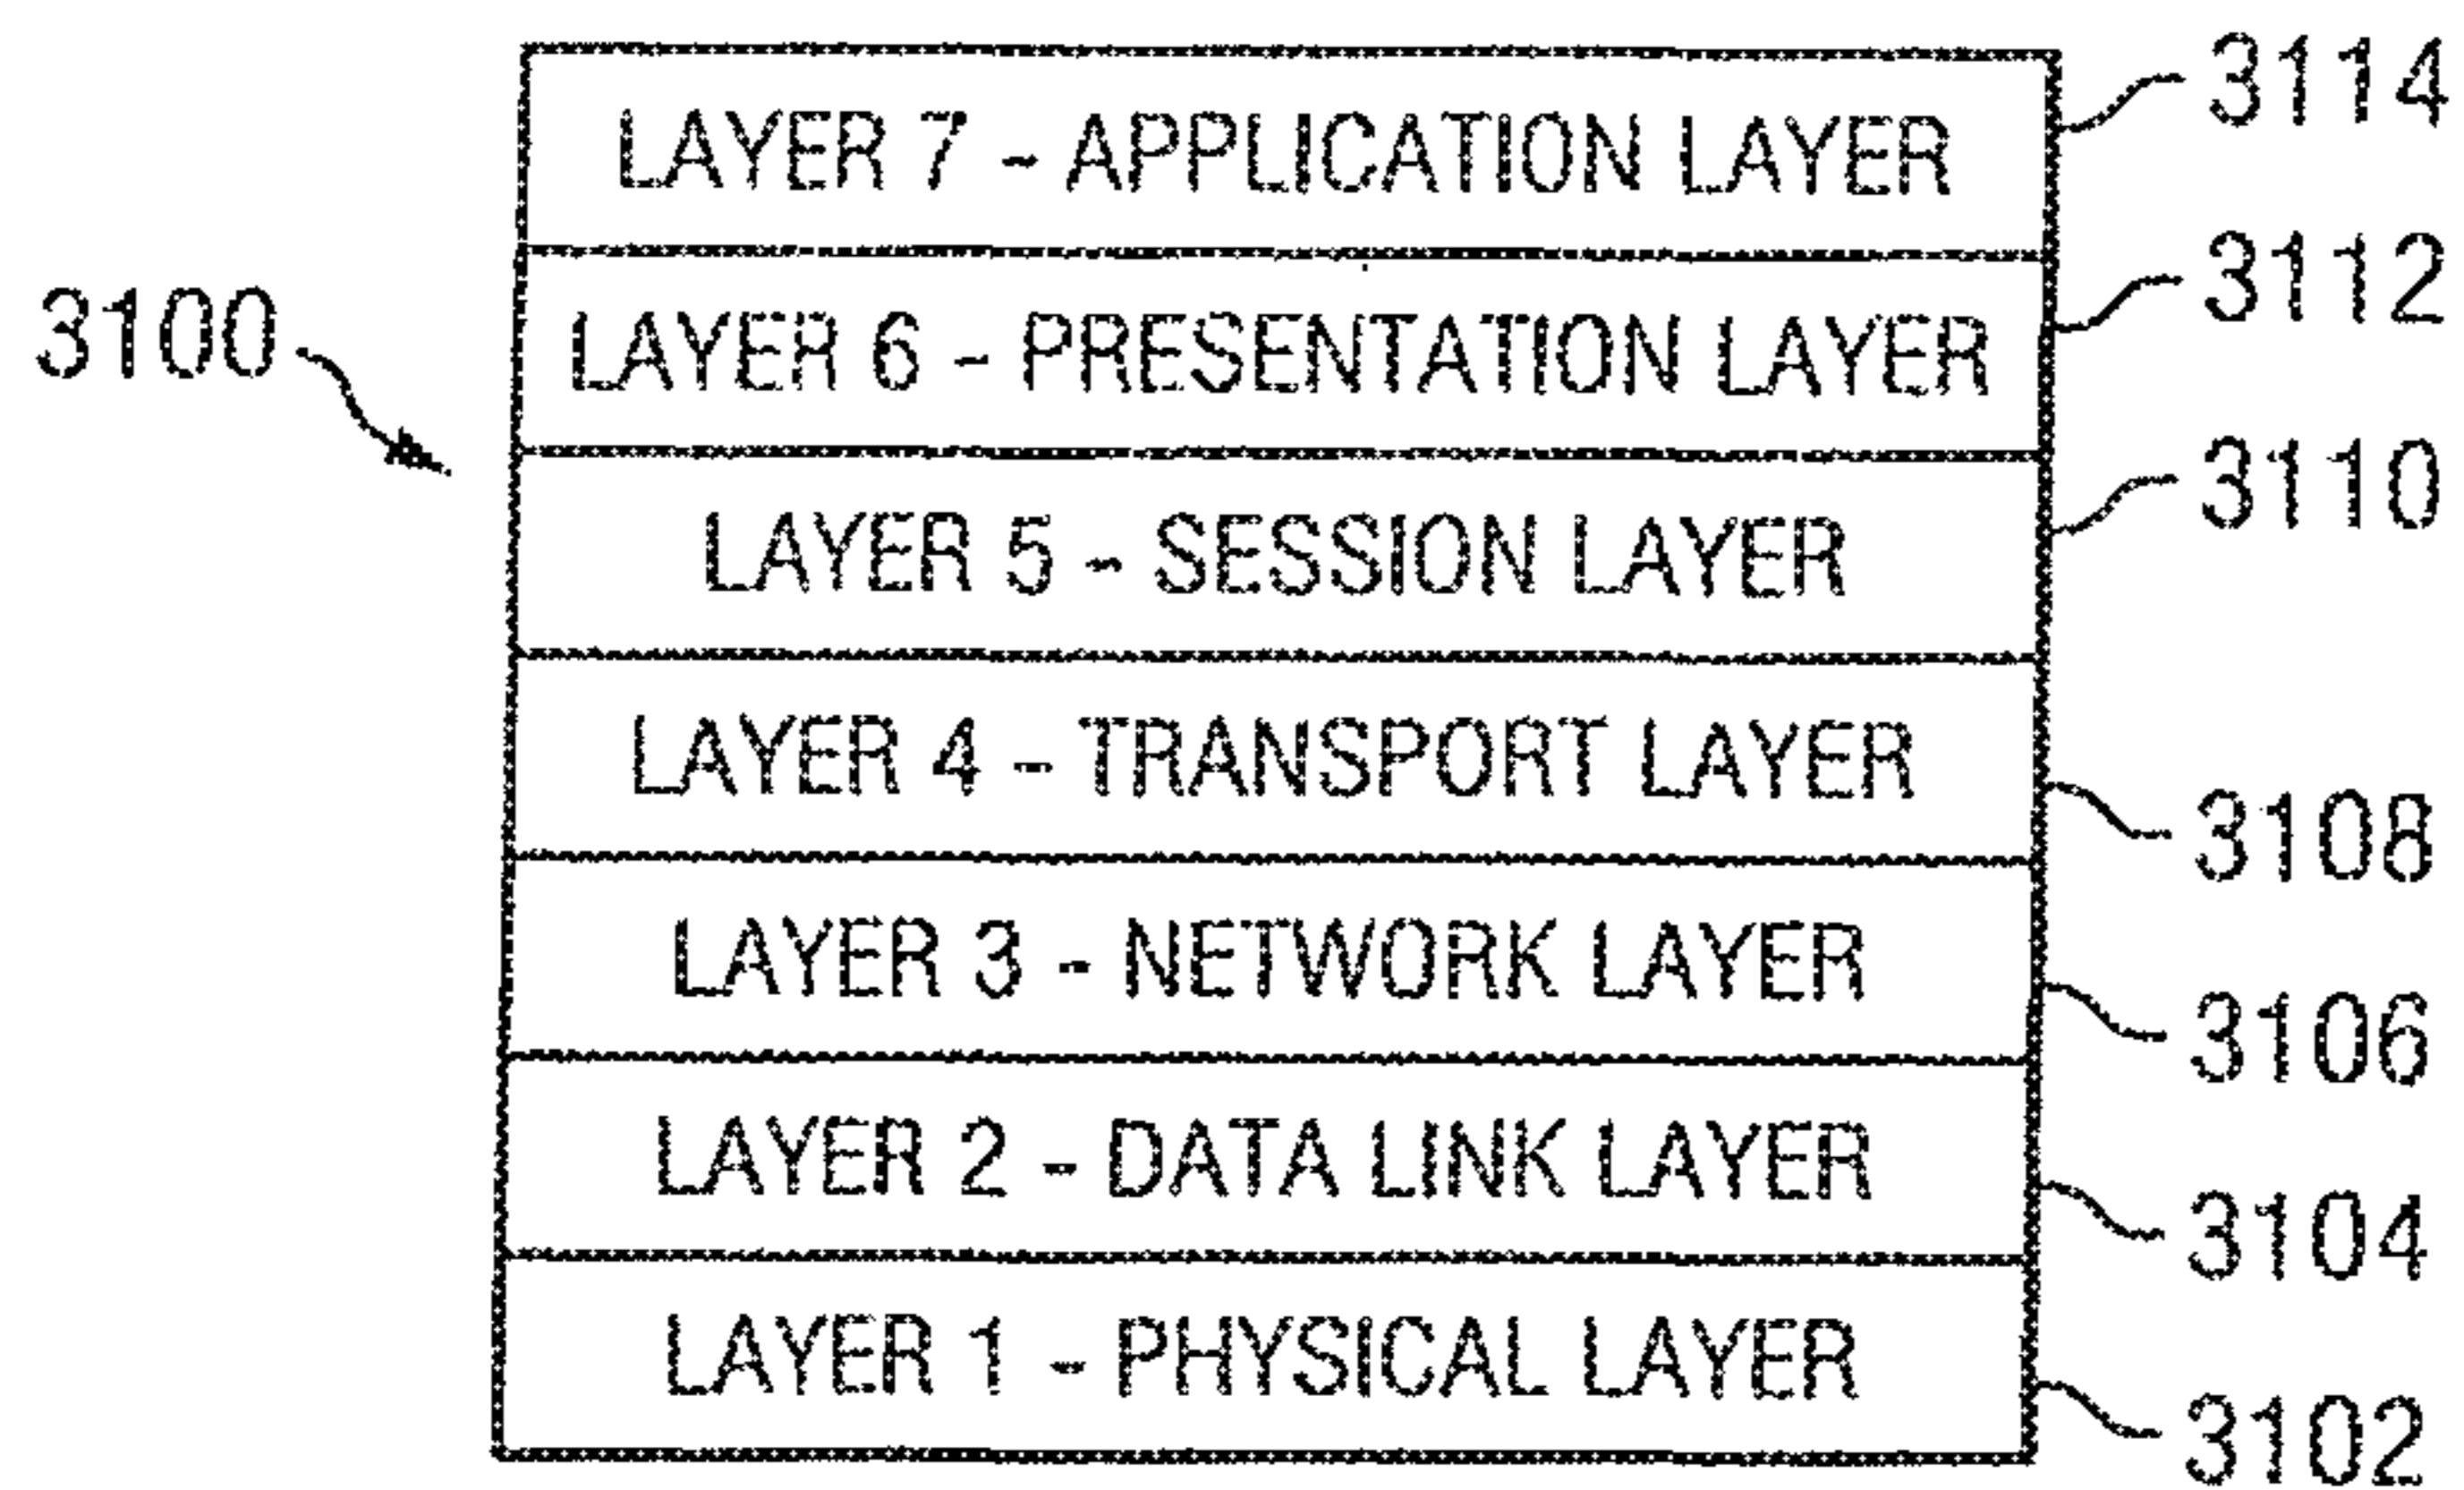 LAYER 7 - APPLICATION LAYER
3114
LAYER 6 - PRESENTATION LAYER
3112
3100
LAYER 5 - SESSION LAYER
3110
LAYER 4 - TRANSPORT LAYER
3108
LAYER 3 - NETWORK LAYER
3106
LAYER 2 - DATA LINK LAYER
3104
LAYER 1 - PHYSICAL LAYER
3102